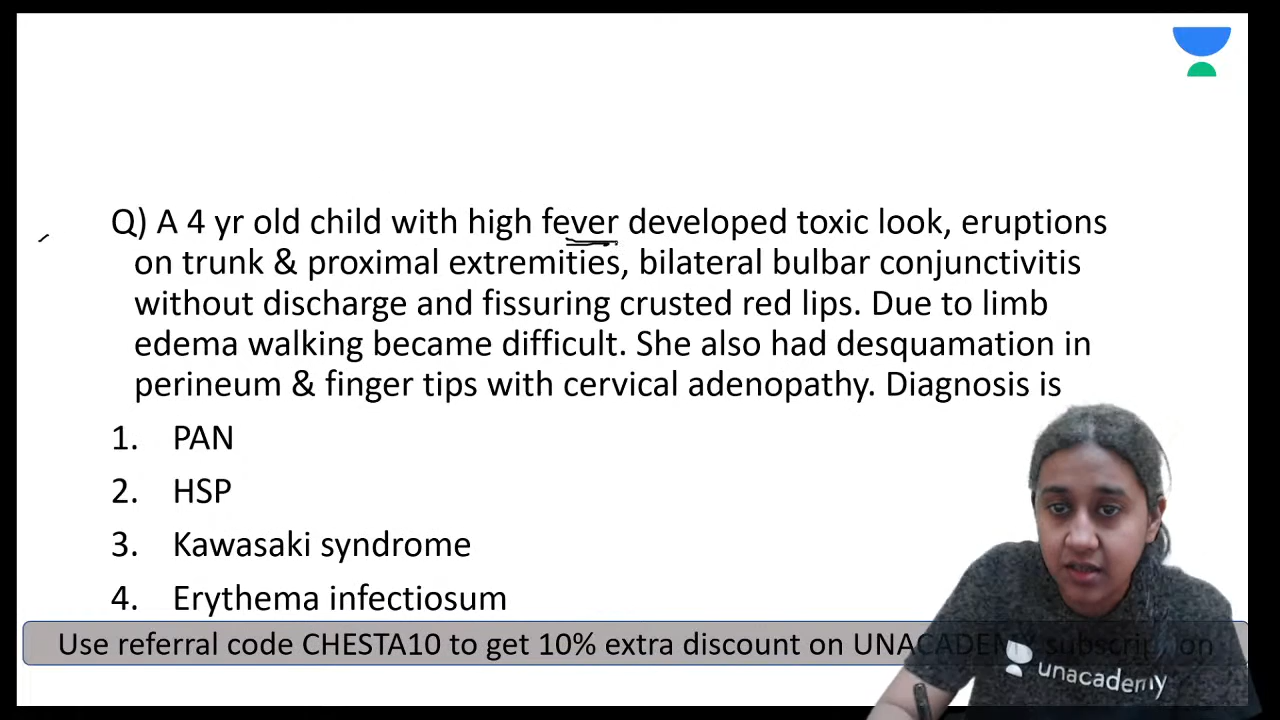 Q) A 4 yr old child with high fever developed toxic look, eruptions
on trunk & proximal extremities, bilateral bulbar conjunctivitis
without discharge and fissuring crusted red lips. Due to limb
edema walking became difficult. She also had desquamation in
perineum & finger tips with cervical adenopathy. Diagnosis is
1. PAN
2. HSP
3. Kawasaki syndrome
4. Erythema infectiosum
Use referral code CHESTA10 to get 10% extra discount on UNACADEMY
unacademy